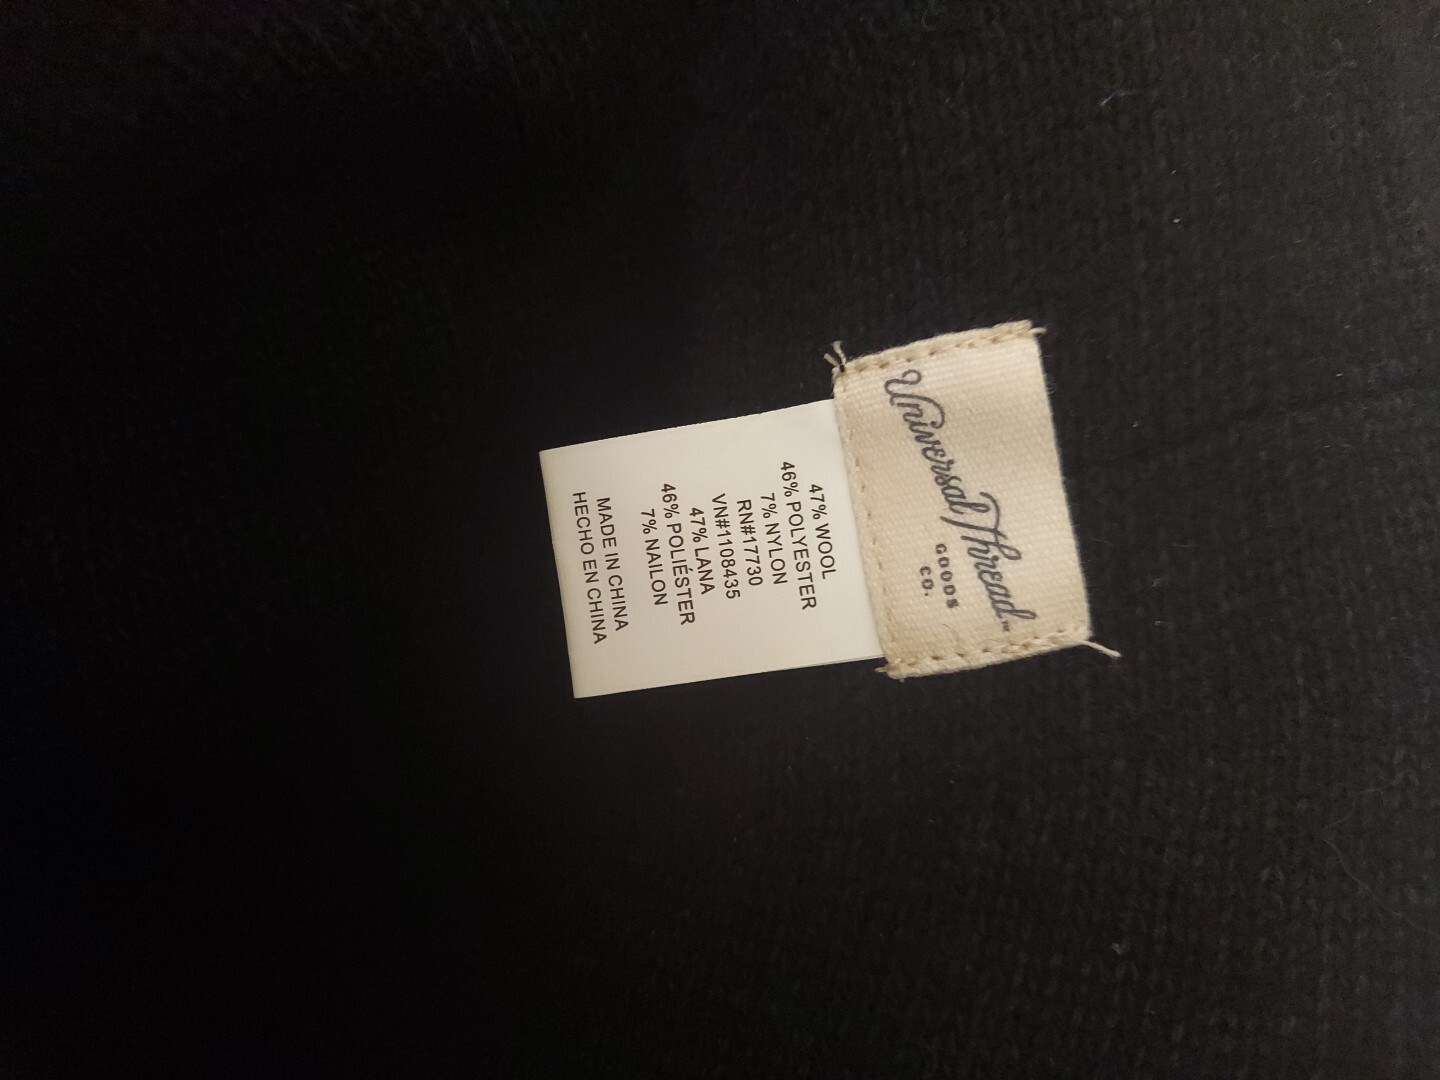 Universal Thread™
GOODS
CO.
47% WOOL
46% POLYESTER
7% NYLON
RN#17730
VN#1108435
47% LANA
46% POLIÉSTER
7% NAILON
MADE IN CHINA
HECHO EN CHINA